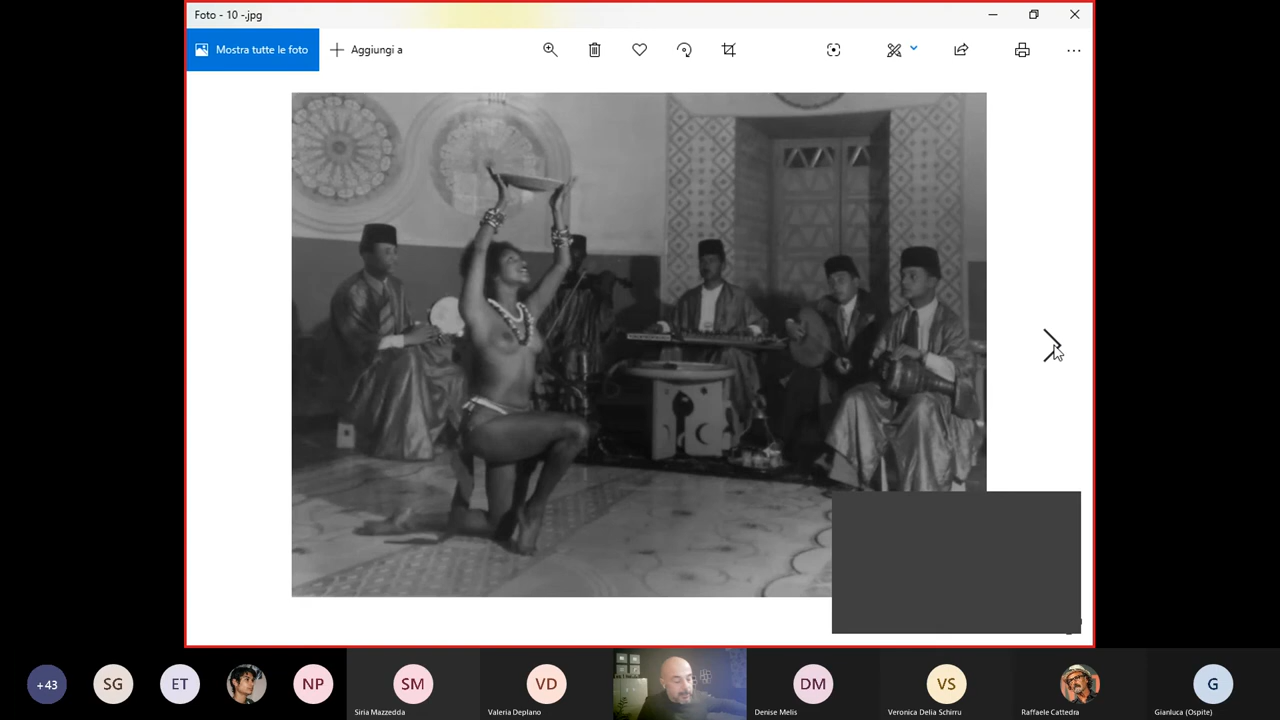 Foto - 10 -.jpg
Mostra tutte le foto
Aggiungi a
+43
SG
ET
NP
SM
VD
DM
VS
G
Siria Mazzedda
Valeria Deplano
Denise Melis
Veronica Delia Schirru
Raffaele Cattedra
Gianluca (Ospite)